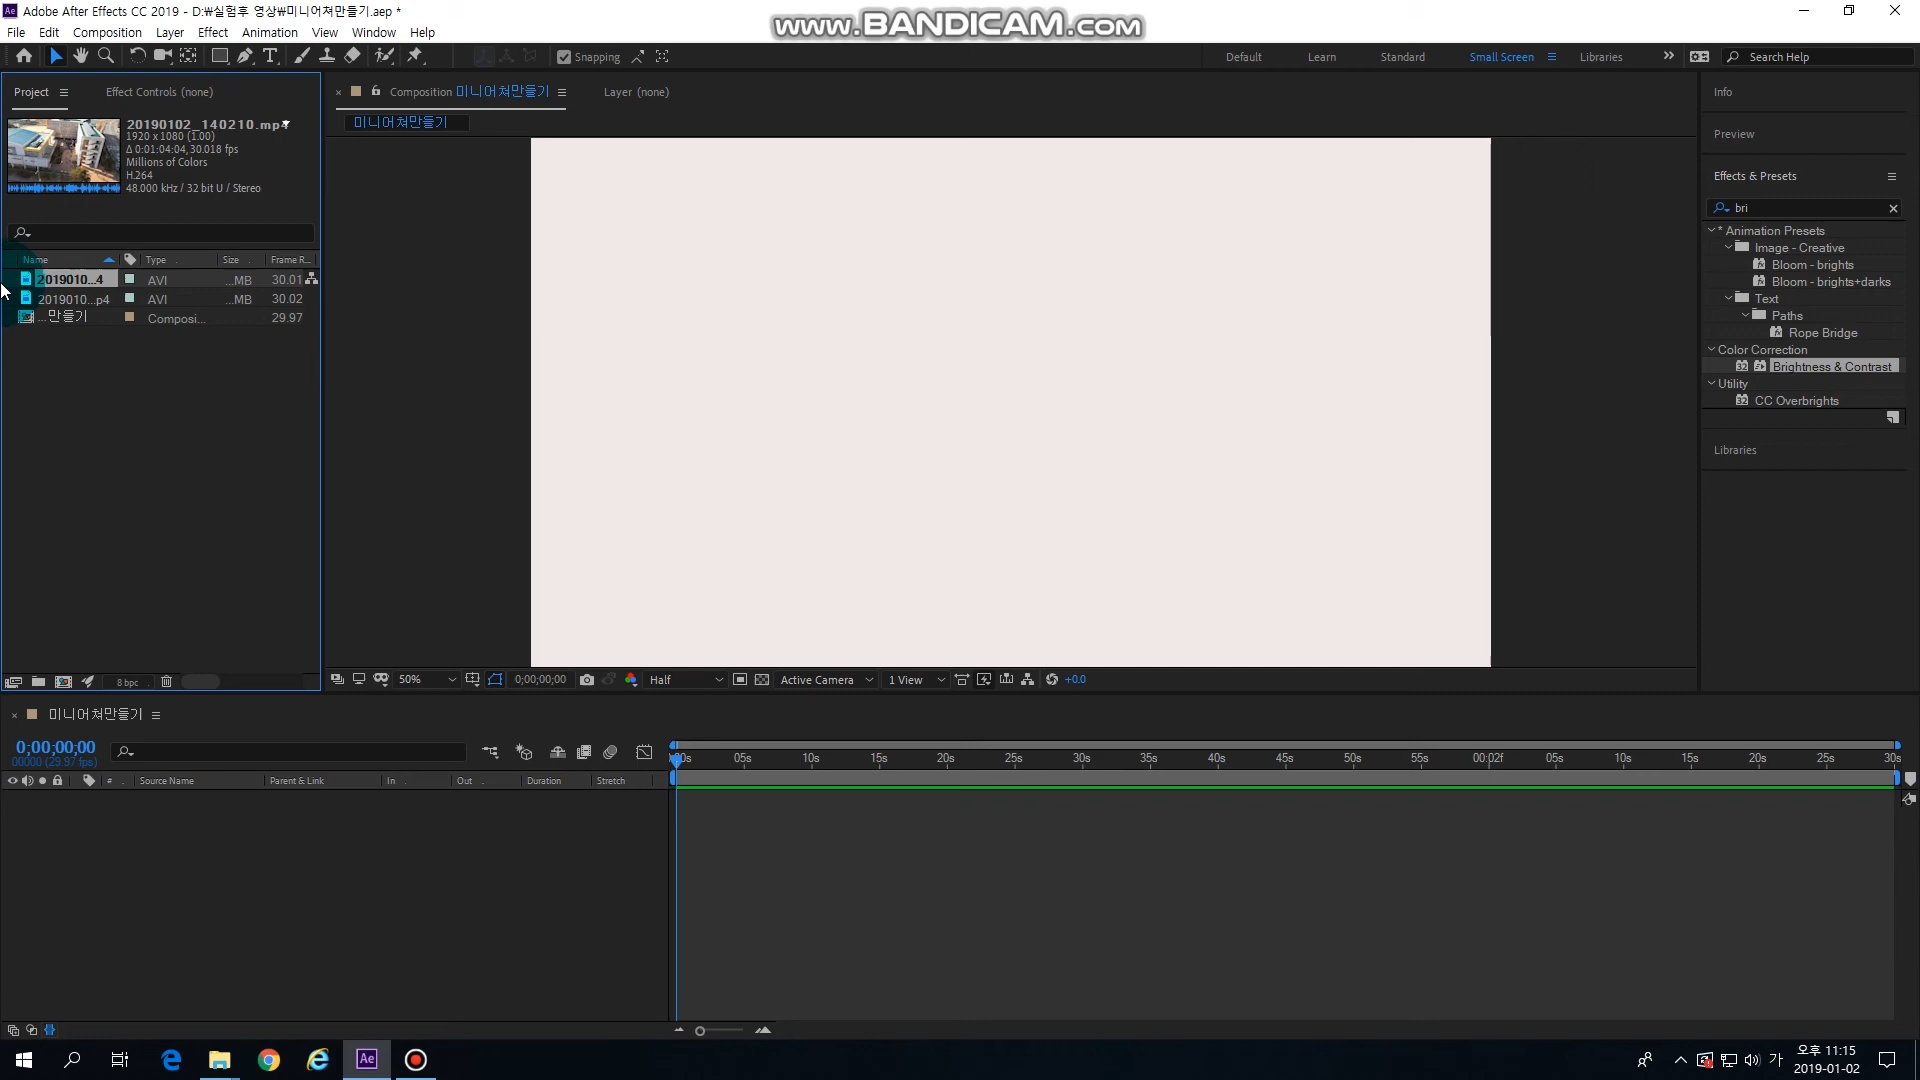 Adobe After Effects CC 2019 - D:₩실험후 영상₩미니어쳐만들기.aep *
www.BANDICAM.com
File Edit Composition Layer Effect Animation View Window Help
Snapping
Default Learn Standard Small Screen Libraries
Search Help
Project
Effect Controls (none)
20190102_140210.mp4
1920 x 1080 (1.00)
Δ 0:01:04:04, 30.018 fps
Millions of Colors
H.264
48.000 kHz / 32 bit U / Stereo
Name Type Size Frame R...
2019010...4 AVI ...MB 30.01
2019010...p4 AVI ...MB 30.02
...만들기 Composi... 29.97
8 bpc
Composition 미니어쳐만들기
Layer (none)
미니어쳐만들기
50% 0;00;00;00 Half Active Camera 1 View +0.0
Info
Preview
Effects & Presets
bri
* Animation Presets
Image - Creative
Bloom - brights
Bloom - brights+darks
Text
Paths
Rope Bridge
Color Correction
32 Brightness & Contrast
Utility
32 CC Overbrights
Libraries
미니어쳐만들기
0;00;00;00
00000 (29.97 fps)
# Source Name Parent & Link In Out Duration Stretch
:00s 05s 10s 15s 20s 25s 30s 35s 40s 45s 50s 55s 00:02f 05s 10s 15s 20s 25s 30s
Ae
가
오후 11:15
2019-01-02